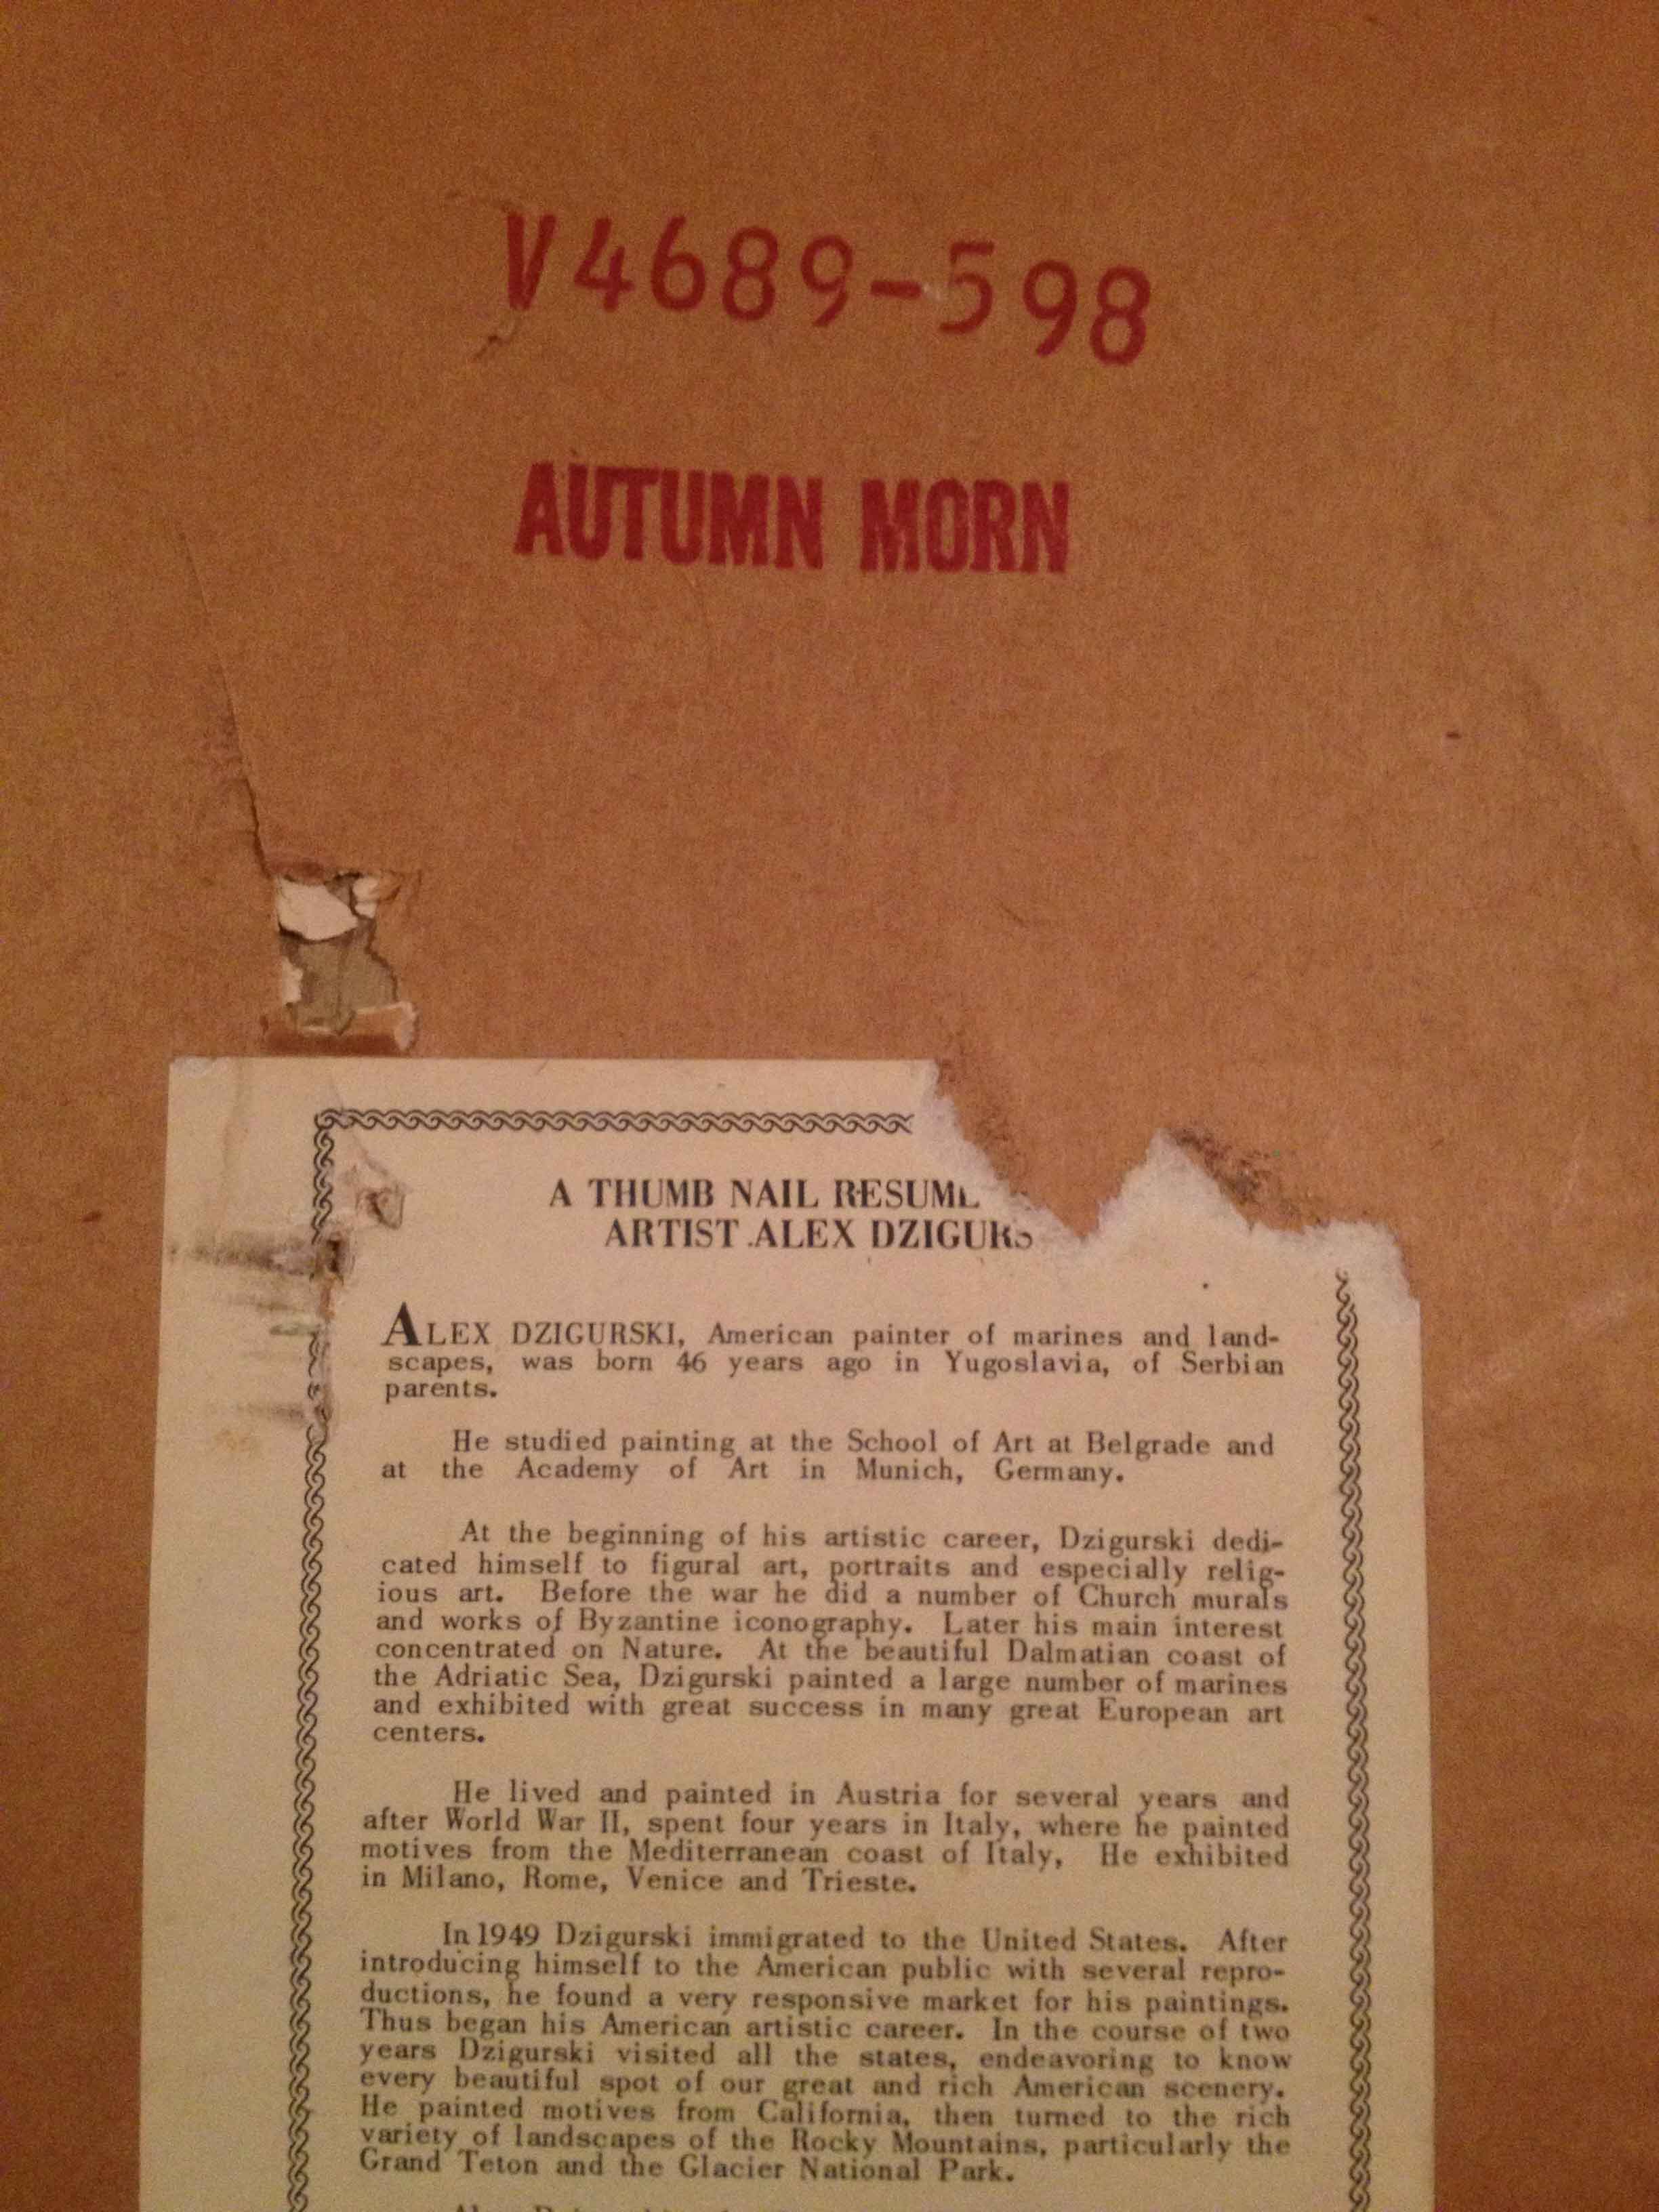 V4689-598
AUTUMN MORN
A THUMB NAIL RESUME
ARTIST ALEX DZIGURS
ALEX DZIGURSKI, American painter of marines and land-
scapes, was born 46 years ago in Yugoslavia, of Serbian
parents.
He studied painting at the School of Art at Belgrade and
at the Academy of Art in Munich, Germany.
At the beginning of his artistic career, Dzigurski dedi-
cated himself to figural art, portraits and especially relig-
ious art. Before the war he did a number of Church murals
and works of Byzantine iconography. Later his main interest
concentrated on Nature. At the beautiful Dalmatian coast of
the Adriatic Sea, Dzigurski painted a large number of marines
and exhibited with great success in many great European art
centers.
He lived and painted in Austria for several years and
after World War II, spent four years in Italy, where he painted
motives from the Mediterranean coast of Italy, He exhibited
in Milano, Rome, Venice and Trieste.
In 1949 Dzigurski immigrated to the United States. After
introducing himself to the American public with several repro-
ductions, he found a very responsive market for his paintings.
Thus began his American artistic career. In the course of two
years Dzigurski visited all the states, endeavoring to know
every beautiful spot of our great and rich American scenery.
He painted motives from California, then turned to the rich
variety of landscapes of the Rocky Mountains, particularly the
Grand Teton and the Glacier National Park.